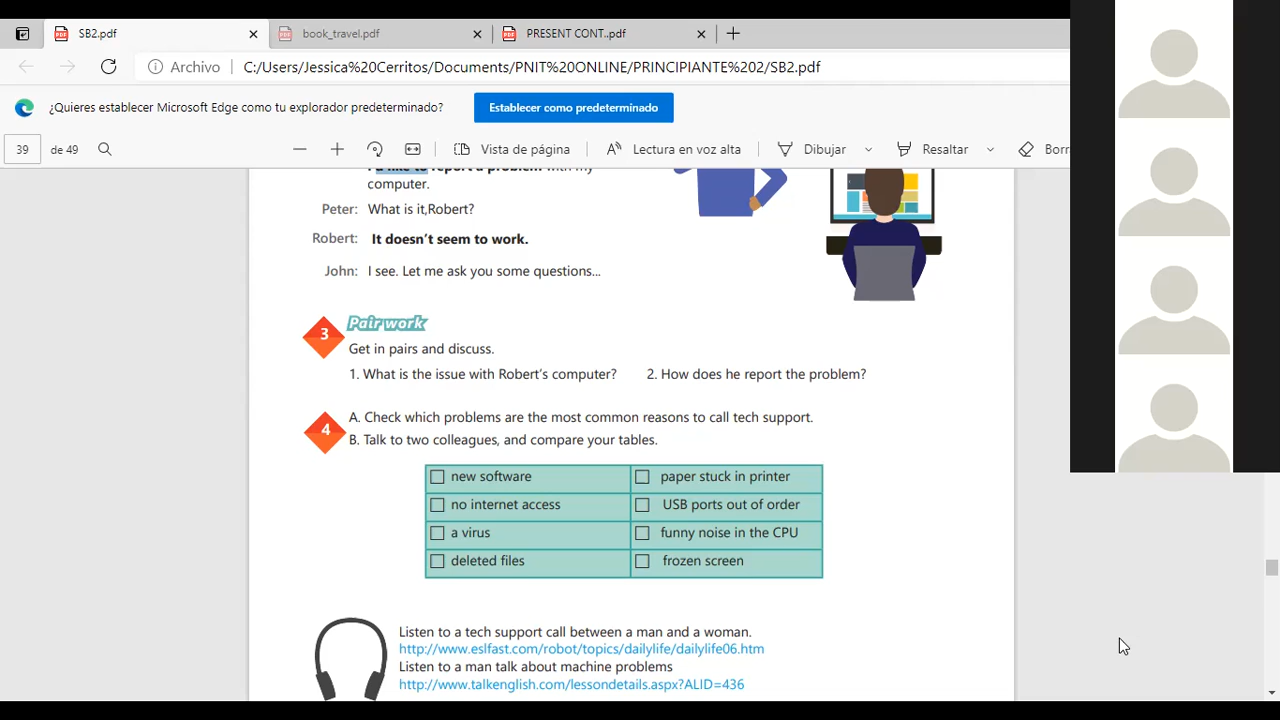 SB2.pdf
book_travel.pdf
PRESENT CONT..pdf
Archivo
C:/Users/Jessica%20Cerritos/Documents/PNIT%20ONLINE/PRINCIPIANTE%202/SB2.pdf
¿Quieres establecer Microsoft Edge como tu explorador predeterminado?
Establecer como predeterminado
39 de 49
Vista de página
Lectura en voz alta
Dibujar
Resaltar
Borr
I'd like to report a problem with my
computer.
Peter: What is it,Robert?
Robert: It doesn't seem to work.
John: I see. Let me ask you some questions...
3 Pair work
Get in pairs and discuss.
1. What is the issue with Robert's computer? 2. How does he report the problem?
4 A. Check which problems are the most common reasons to call tech support.
B. Talk to two colleagues, and compare your tables.
new software paper stuck in printer
no internet access USB ports out of order
a virus funny noise in the CPU
deleted files frozen screen
Listen to a tech support call between a man and a woman.
http://www.eslfast.com/robot/topics/dailylife/dailylife06.htm
Listen to a man talk about machine problems
http://www.talkenglish.com/lessondetails.aspx?ALID=436